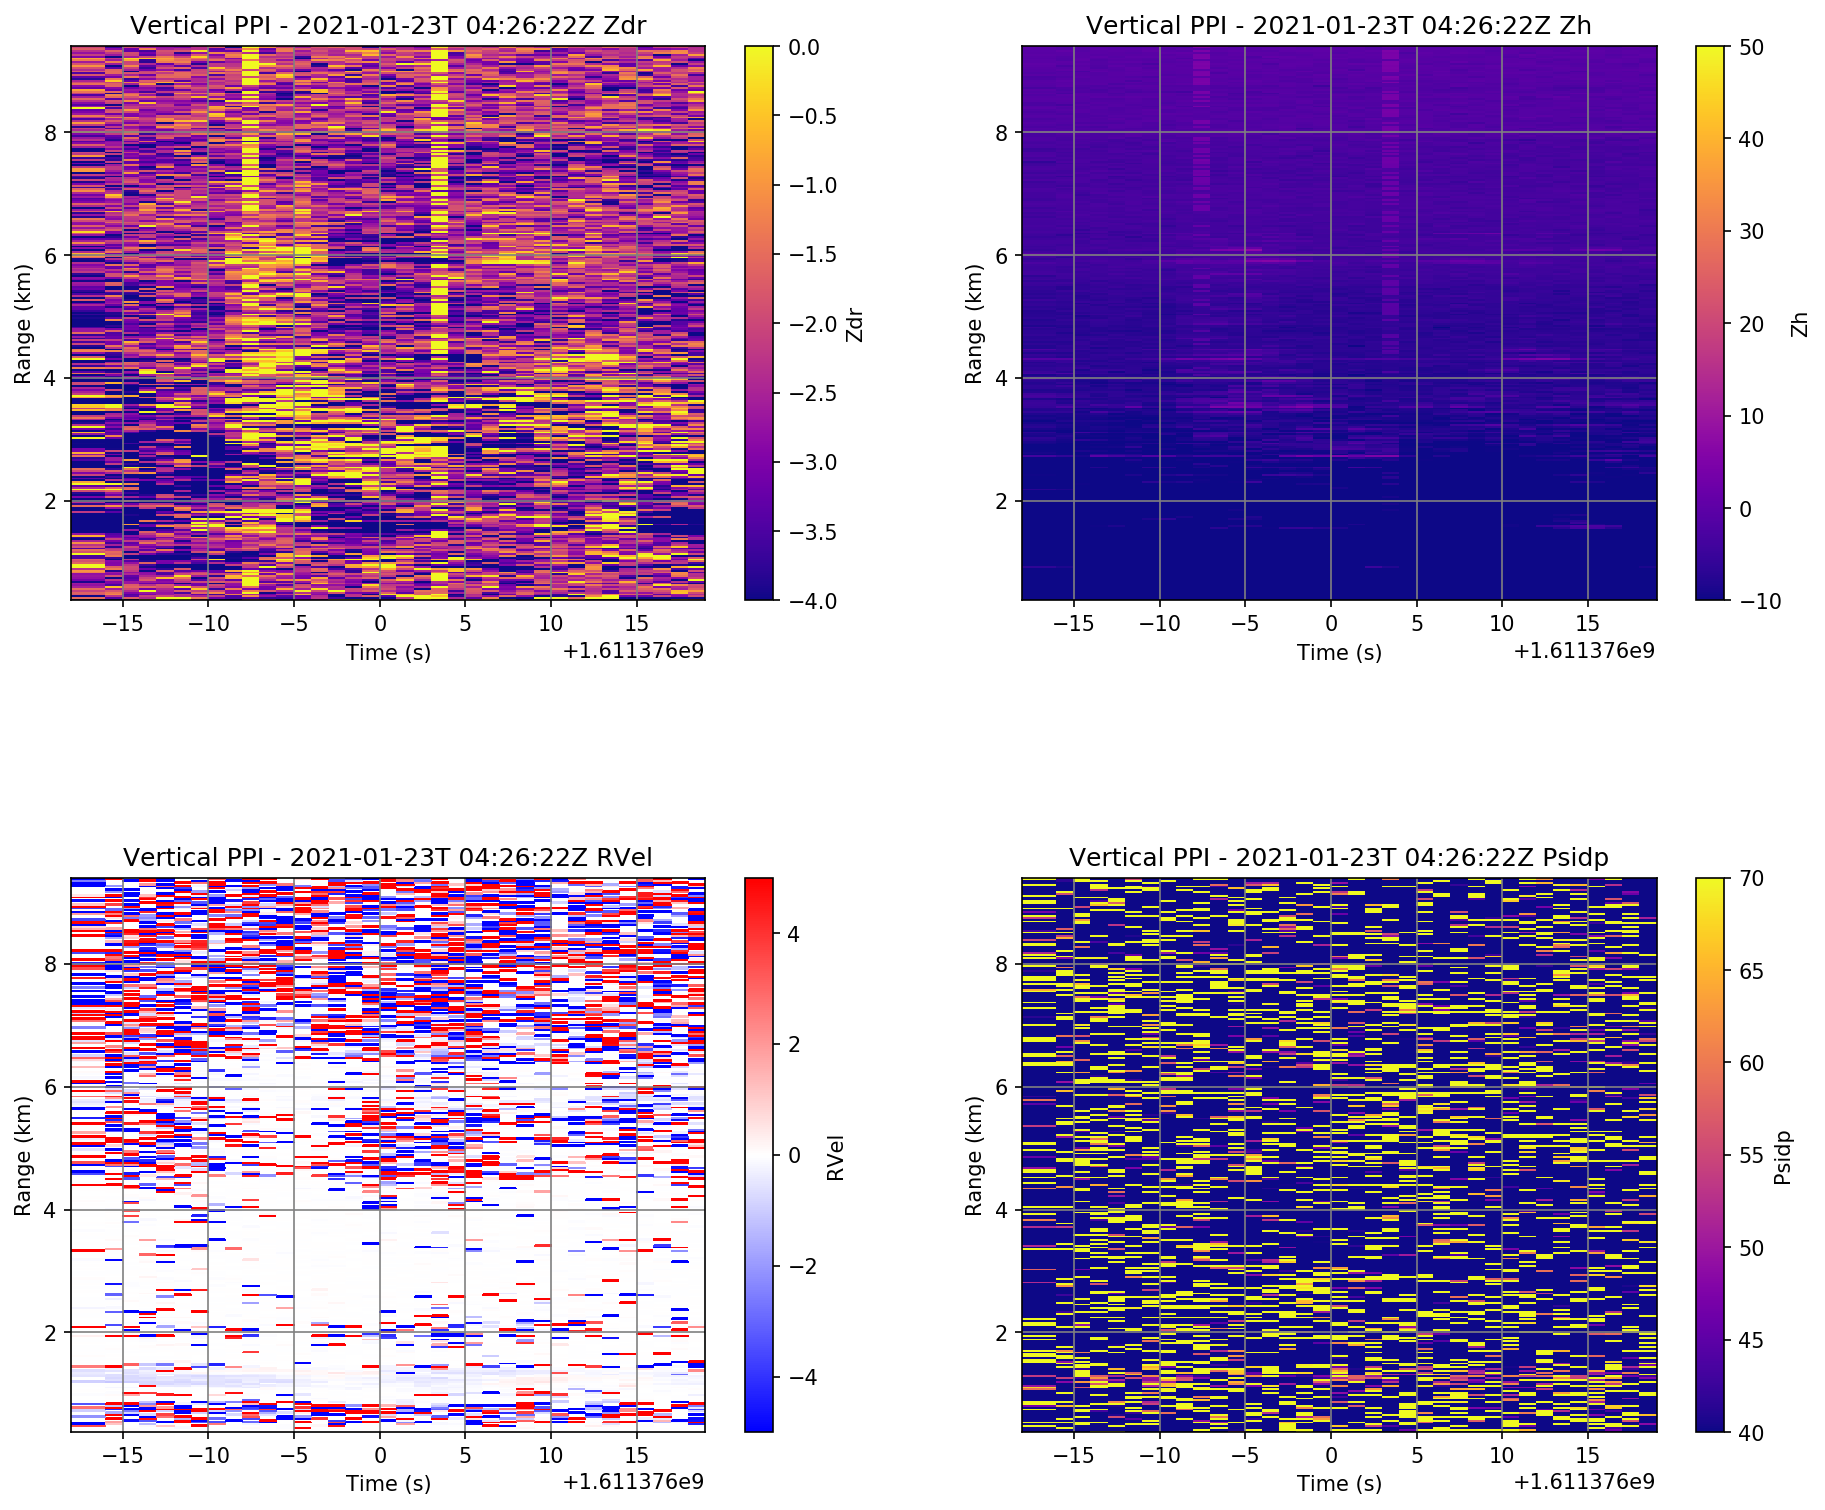 Vertical PPI - 2021-01-23T 04:26:22Z Zdr
8
6
4
2
Range (km)
−15 −10 −5 0 5 10 15
Time (s)
+1.611376e9
0.0
−0.5
−1.0
−1.5
−2.0
−2.5
−3.0
−3.5
−4.0
Zdr
Vertical PPI - 2021-01-23T 04:26:22Z Zh
8
6
4
2
Range (km)
−15 −10 −5 0 5 10 15
Time (s)
+1.611376e9
50
40
30
20
10
0
−10
Zh
Vertical PPI - 2021-01-23T 04:26:22Z RVel
8
6
4
2
Range (km)
−15 −10 −5 0 5 10 15
Time (s)
+1.611376e9
4
2
0
−2
−4
RVel
Vertical PPI - 2021-01-23T 04:26:22Z Psidp
8
6
4
2
Range (km)
−15 −10 −5 0 5 10 15
Time (s)
+1.611376e9
70
65
60
55
50
45
40
Psidp